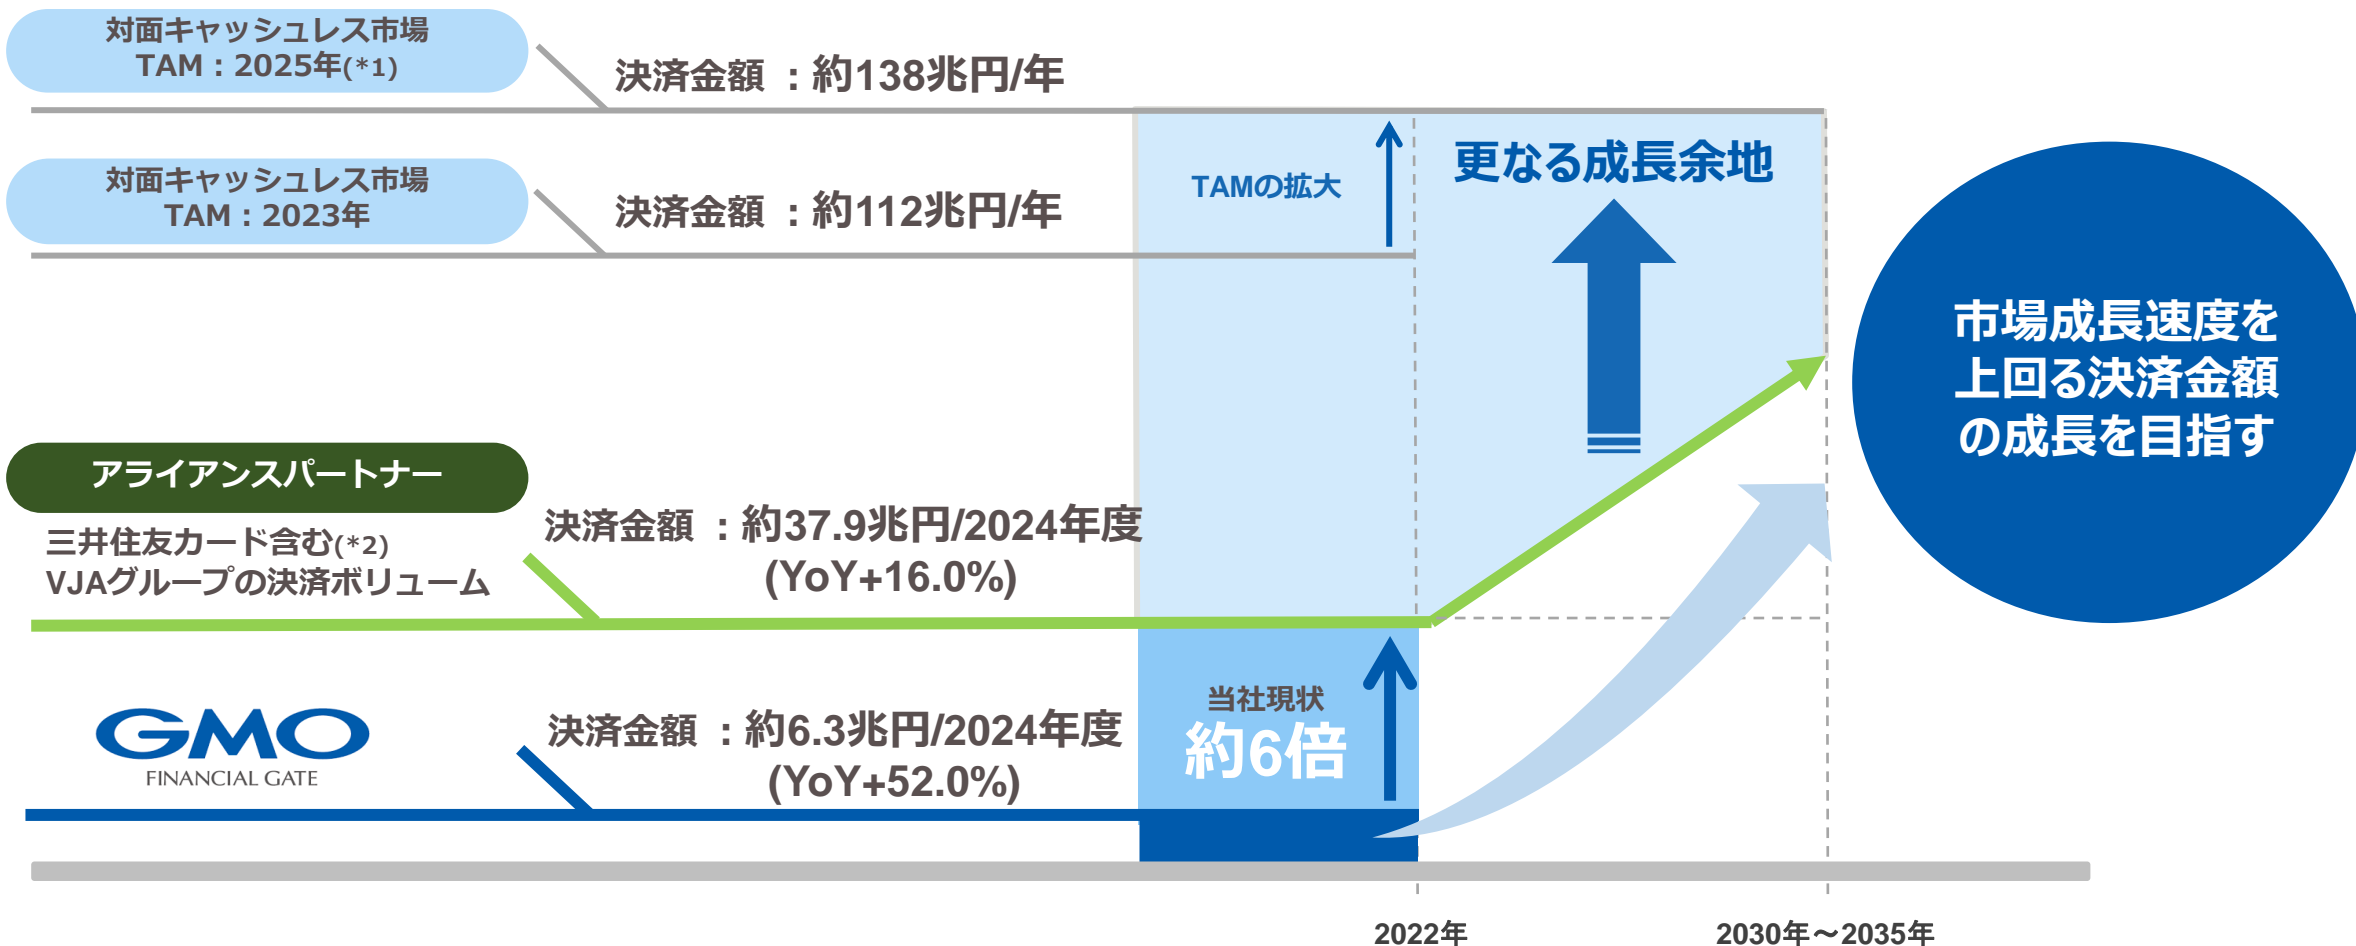 対面キャッシュレス市場
TAM：2025年(*1)
決済金額 ：約138兆円/年
対面キャッシュレス市場
TAM：2023年
決済金額 ：約112兆円/年
TAMの拡大
更なる成長余地
市場成長速度を
上回る決済金額
の成長を目指す
アライアンスパートナー
三井住友カード含む(*2)
VJAグループの決済ボリューム
決済金額 ：約37.9兆円/2024年度
(YoY+16.0%)
GMO
FINANCIAL GATE
決済金額 ：約6.3兆円/2024年度
(YoY+52.0%)
当社現状
約6倍
2022年
2030年～2035年